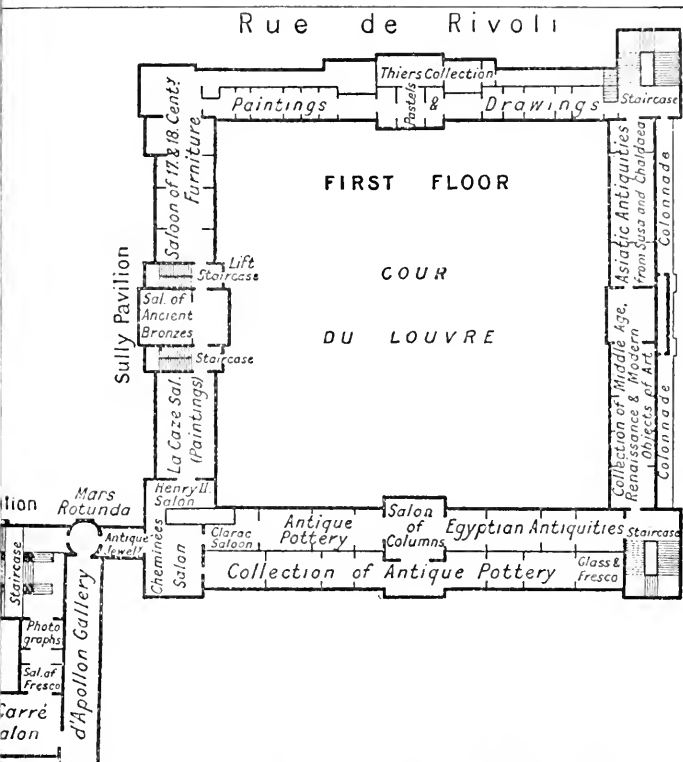 Rue de Rivoli
Thiers Collection
Paintings
Pastels
&
Drawings
Staircase
Saloon of 17. & 18. Centy
Furniture
FIRST FLOOR
Asiatic Antiquities
from Susa and Chaldaea
Colonnade
Lift
Staircase
COUR
Sully Pavilion
Sal. of
Ancient
Bronzes
DU LOUVRE
Staircase
La Caze Sal.
(Paintings)
Collection of Middle Age,
Renaissance & Modern
Objects of Art
Colonnade
Henry II.
Salon
Mars
Rotunda
Antique
Jewell.
Cheminées
Salon
Clarac
Saloon
Antique
Pottery
Salon
of
Columns
Egyptian Antiquities
Staircase
Collection of Antique Pottery
Glass &
Fresco
Staircase
d'Apollon Gallery
Photo
graphs
Sal. of
Fresco
Carré
alon